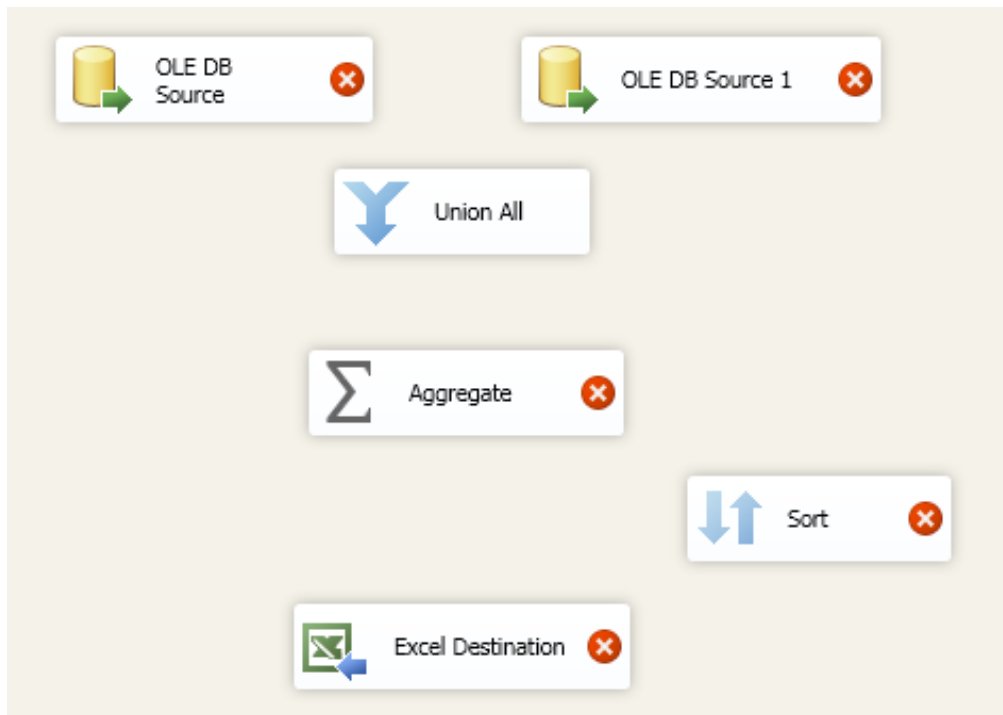 OLE DB
Source
OLE DB Source 1
Union All
Aggregate
Sort
Excel Destination